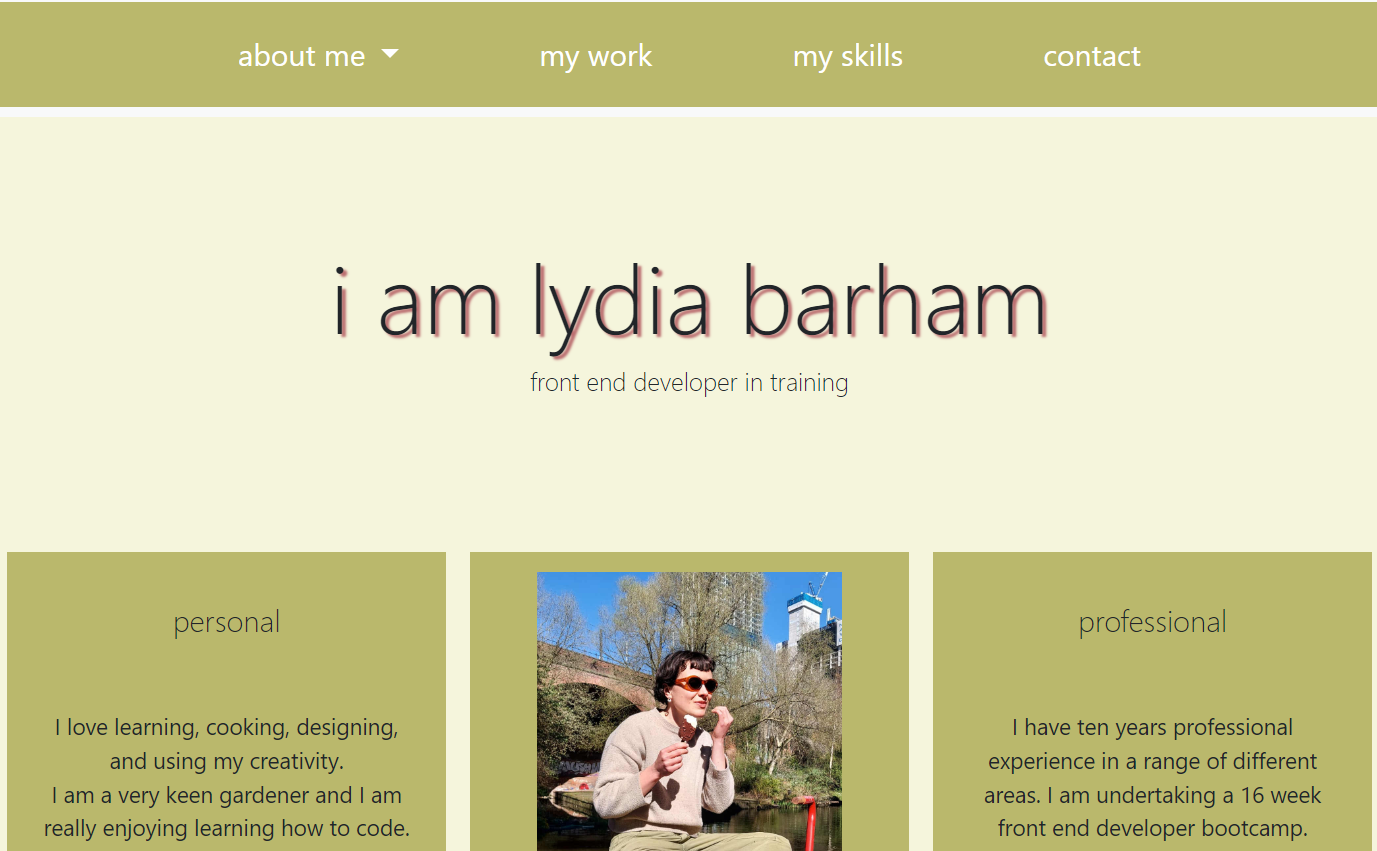 about me
my work
my skills
contact
i am lydia barham
front end developer in training
personal
I love learning, cooking, designing,
and using my creativity.
I am a very keen gardener and I am
really enjoying learning how to code.
professional
I have ten years professional
experience in a range of different
areas. I am undertaking a 16 week
front end developer bootcamp.